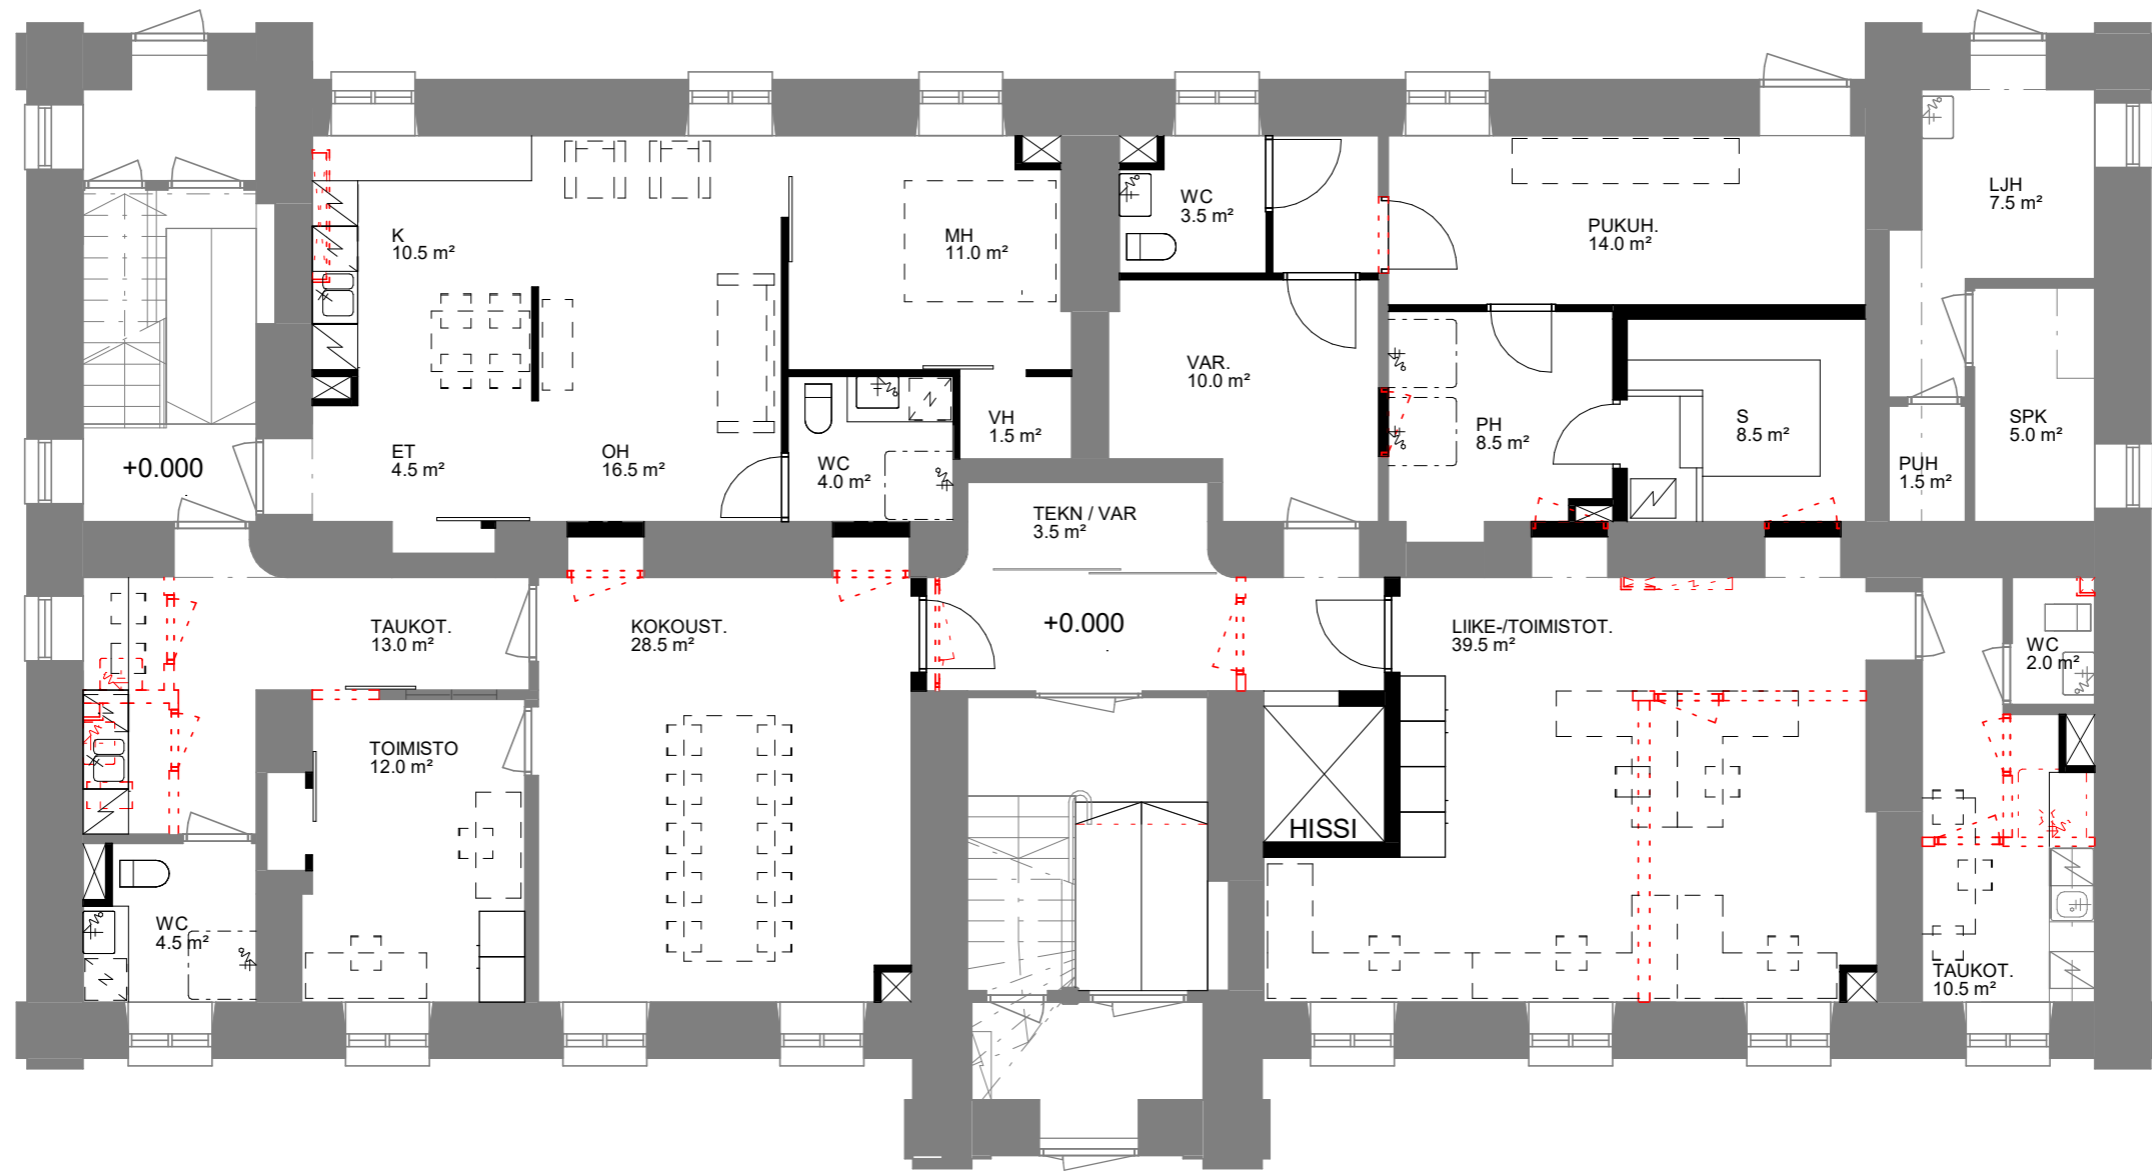 LJH
7.5 m²
WC
3.5 m²
PUKUH.
14.0 m²
K
10.5 m²
MH
11.0 m²
VAR.
10.0 m²
VH
1.5 m²
PH
8.5 m²
S
8.5 m²
SPK
5.0 m²
+0.000
ET
4.5 m²
OH
16.5 m²
WC
4.0 m²
PUH
1.5 m²
TEKN / VAR
3.5 m²
TAUKOT.
13.0 m²
KOKOUST.
28.5 m²
+0.000
LIIKE-/TOIMISTOT.
39.5 m²
WC
2.0 m²
TOIMISTO
12.0 m²
HISSI
WC
4.5 m²
TAUKOT.
10.5 m²